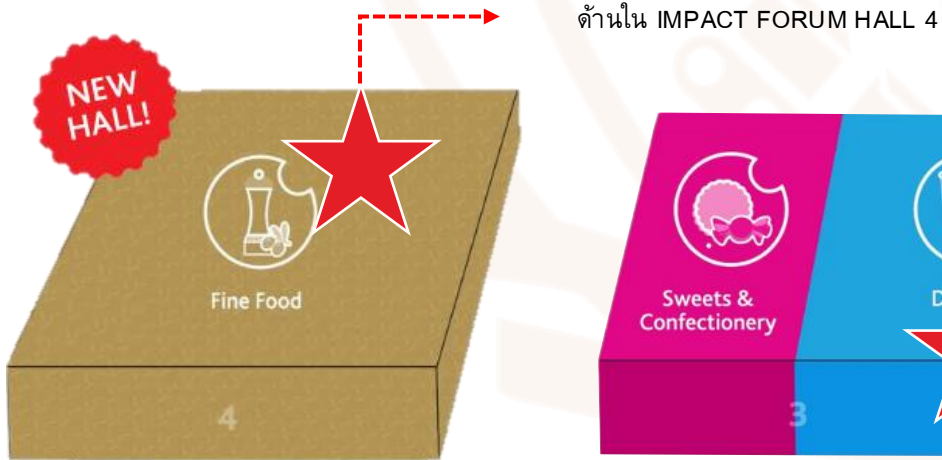 ด้านใน IMPACT FORUM HALL 4
NEW
HALL!
Fine Food
4
Sweets &
Confectionery
D
3